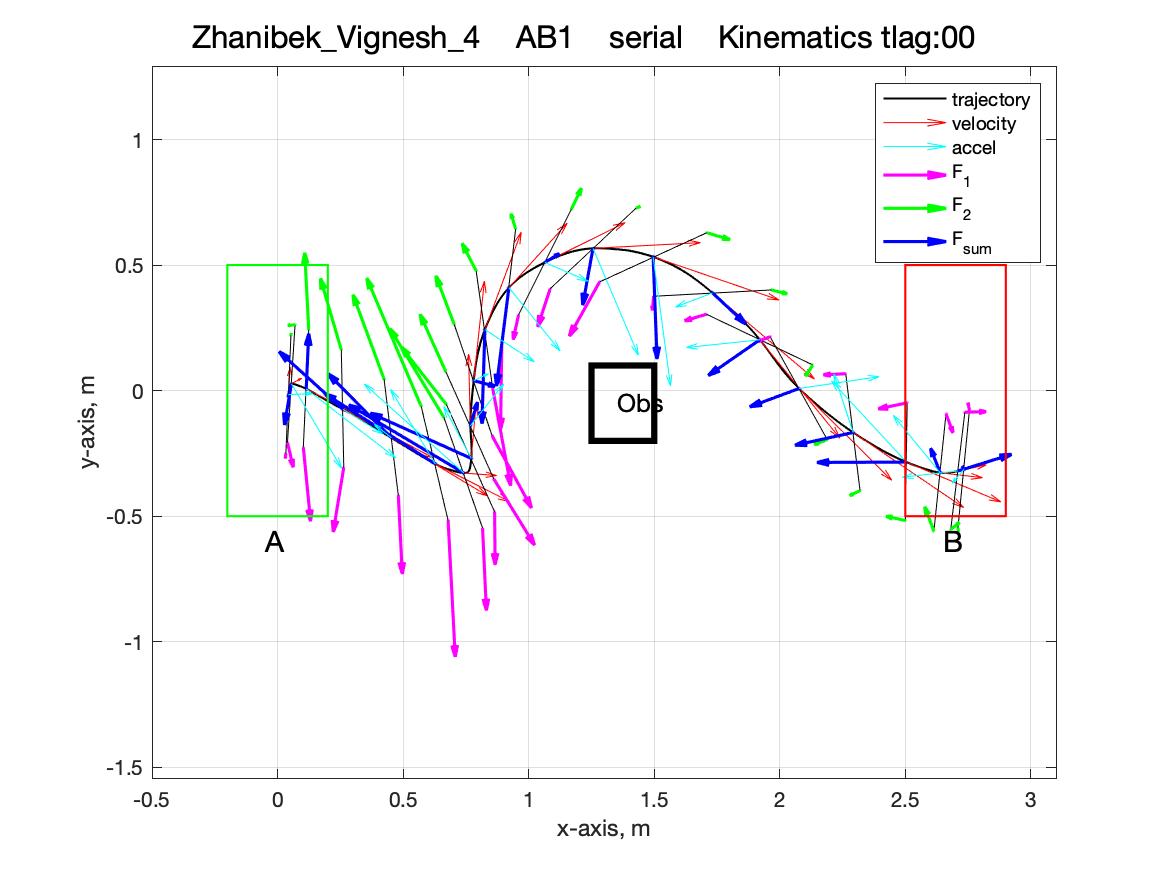 Zhanibek_Vignesh_4 AB1 serial Kinematics tlag:00
trajectory
velocity
accel
F1
F2
Fsum
1
0.5
0
-0.5
-1
-1.5
y-axis, m
Obs
A
B
-0.5 0 0.5 1 1.5 2 2.5 3
x-axis, m